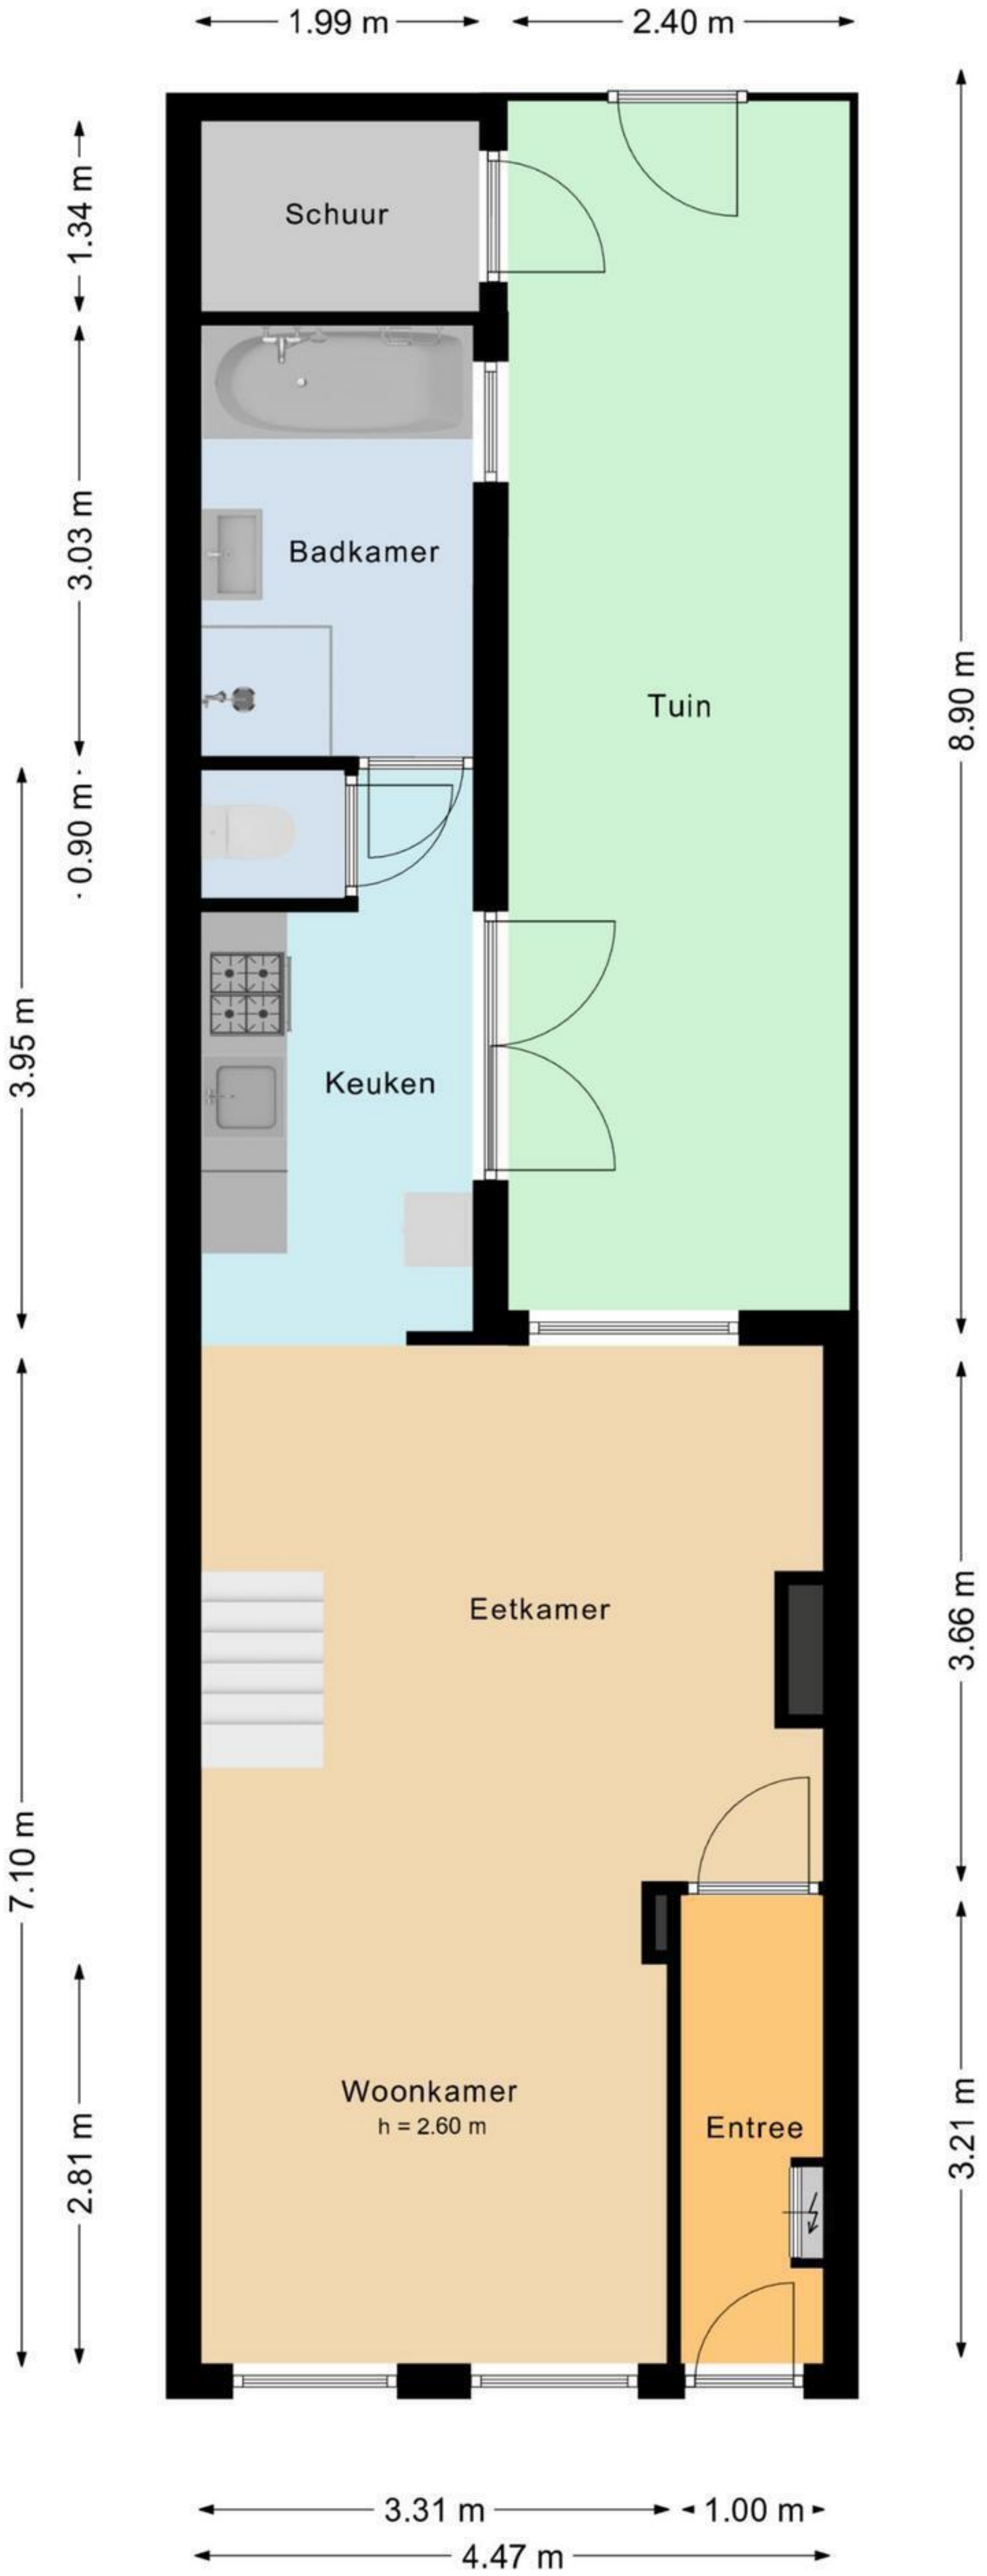 1.99 m
2.40 m
1.34 m
Schuur
3.03 m
Badkamer
8.90 m
Tuin
0.90 m
3.95 m
Keuken
3.66 m
Eetkamer
7.10 m
Woonkamer
h = 2.60 m
Entree
2.81 m
3.21 m
3.31 m
1.00 m
4.47 m